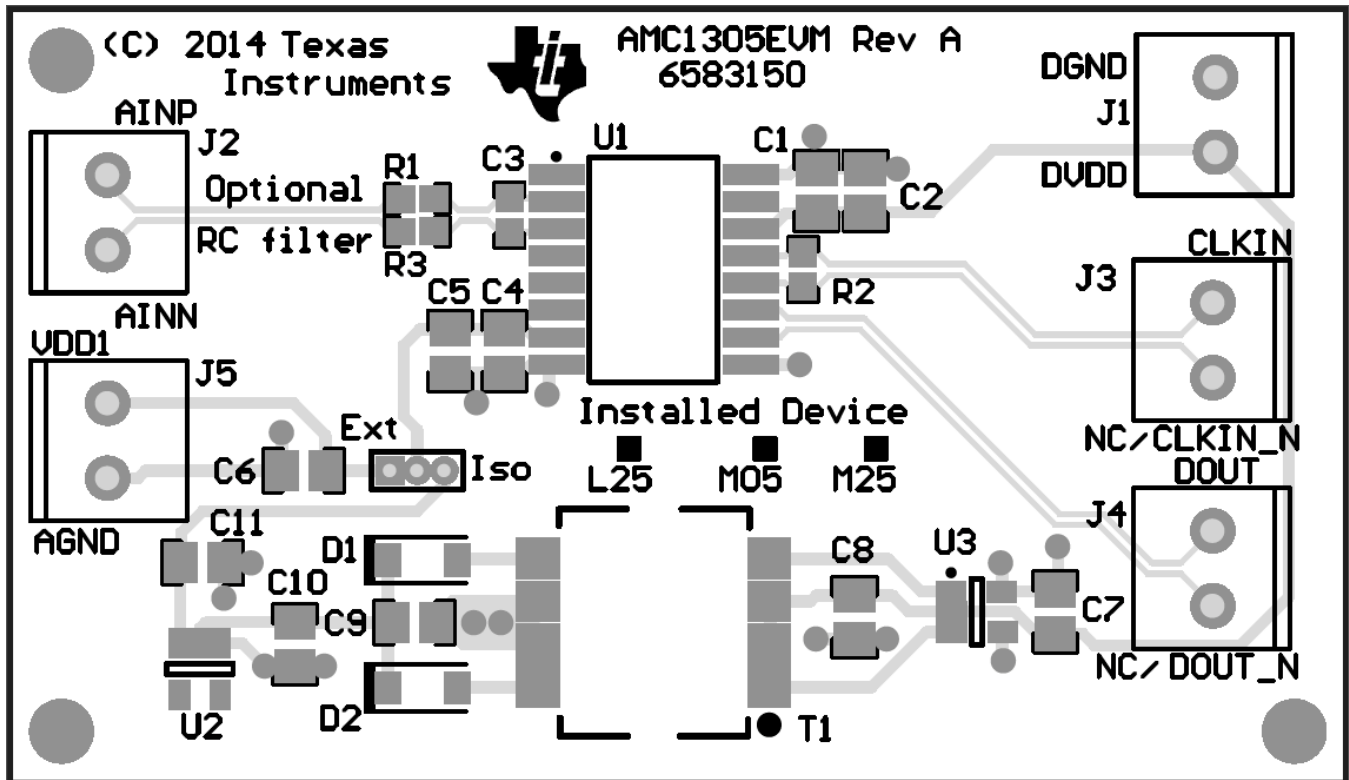 (C) 2014 Texas
Instruments
AMC1305EVM Rev A
6583150
AINP
J2
Optional
RC filter
AINN
R1
R3
C3
U1
C1
C2
R2
DGND
J1
DVDD
CLKIN
J3
NC/CLKIN_N
C5 C4
VDD1
J5
AGND
Ext
C6
Iso
Installed Device
L25 M05 M25
DOUT
J4
NC/DOUT_N
C11
C10
D1
C9
D2
U2
C8
U3
C7
T1